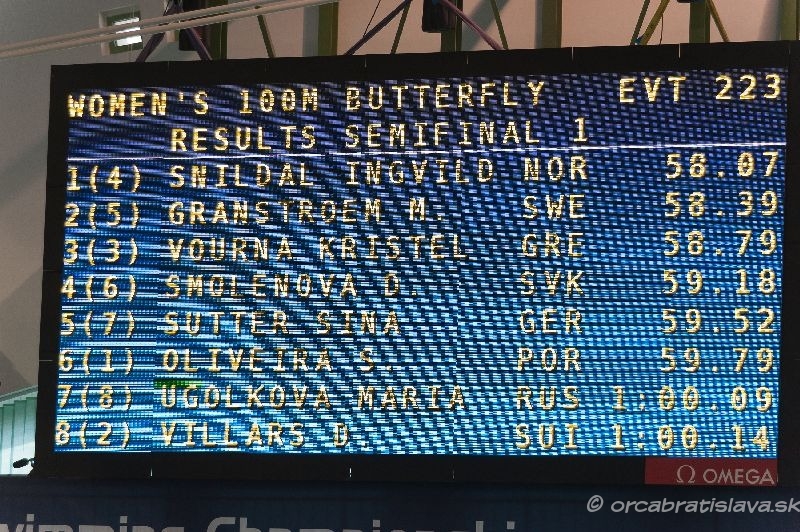 WOMEN'S 100M BUTTERFLY EVT 223
RESULTS SEMIFINAL 1
1(4) SNILDAL INGVILD NOR 58.07
2(5) GRANSTROEM M. SWE 58.39
3(3) VOURNA KRISTEL GRE 58.79
4(6) SMOLENOVA D. SVK 59.18
5(7) SUTTER SINA GER 59.52
6(1) OLIVEIRA S. POR 59.79
7(8) UGOLKOVA MARIA RUS 1:00.09
8(2) VILLARS D. SUI 1:00.14
Ω OMEGA
© orcabratislava.sk